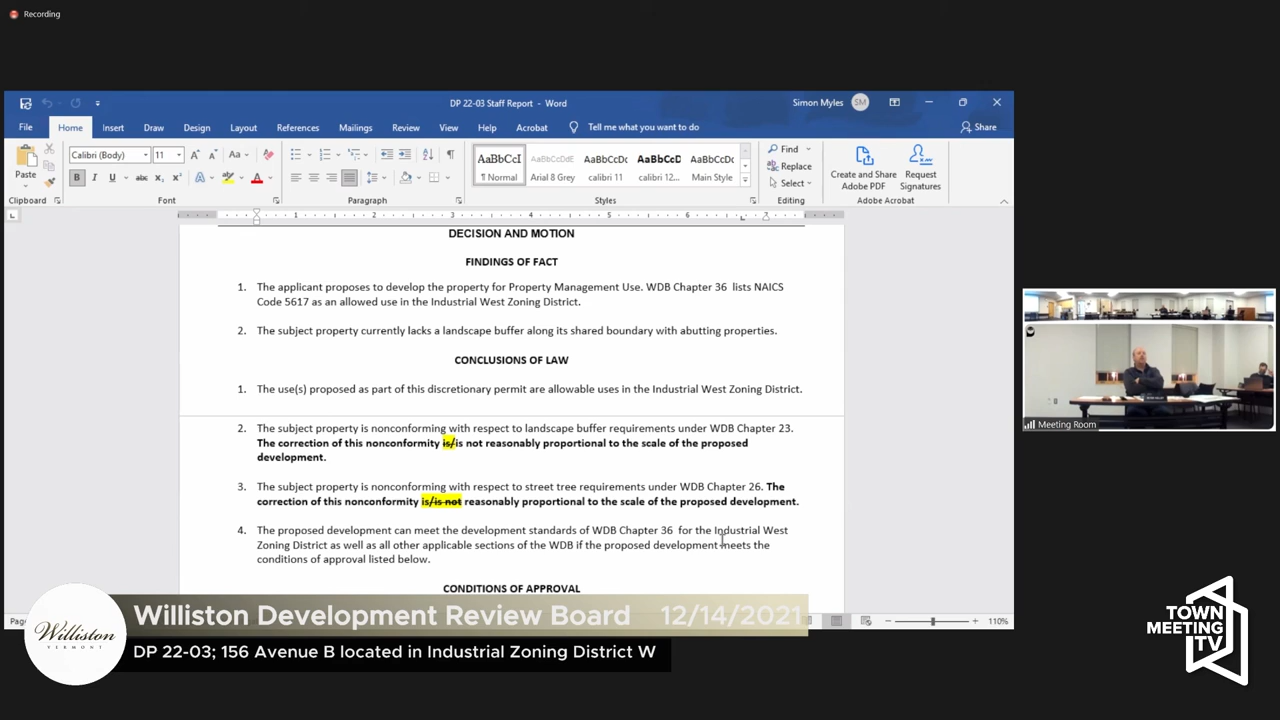 Recording
DP 22-03 Staff Report - Word
Simon Myles
SM
File Home Insert Draw Design Layout References Mailings Review View Help Acrobat Tell me what you want to do Share
Paste
Clipboard
Calibri (Body) 11
Font
Paragraph
AaBbCcI
¶ Normal
AaBbCcDdE
Arial 8 Grey
AaBbCcDc
calibri 11
AaBbCcD
calibri 12...
AaBbCcDc
Main Style
Styles
Find
Replace
Select
Editing
Create and Share
Adobe PDF
Request
Signatures
Adobe Acrobat
1 2 3 4 5 6 7
DECISION AND MOTION
FINDINGS OF FACT
1. The applicant proposes to develop the property for Property Management Use. WDB Chapter 36 lists NAICS
Code 5617 as an allowed use in the Industrial West Zoning District.
2. The subject property currently lacks a landscape buffer along its shared boundary with abutting properties.
CONCLUSIONS OF LAW
1. The use(s) proposed as part of this discretionary permit are allowable uses in the Industrial West Zoning District.
2. The subject property is nonconforming with respect to landscape buffer requirements under WDB Chapter 23.
The correction of this nonconformity is/is not reasonably proportional to the scale of the proposed
development.
3. The subject property is nonconforming with respect to street tree requirements under WDB Chapter 26. The
correction of this nonconformity is/is not reasonably proportional to the scale of the proposed development.
4. The proposed development can meet the development standards of WDB Chapter 36 for the Industrial West
Zoning District as well as all other applicable sections of the WDB if the proposed development meets the
conditions of approval listed below.
CONDITIONS OF APPROVAL
110%
Meeting Room
Williston
VERMONT
Williston Development Review Board 12/14/2021
DP 22-03; 156 Avenue B located in Industrial Zoning District W
TOWN
MEETING
TV